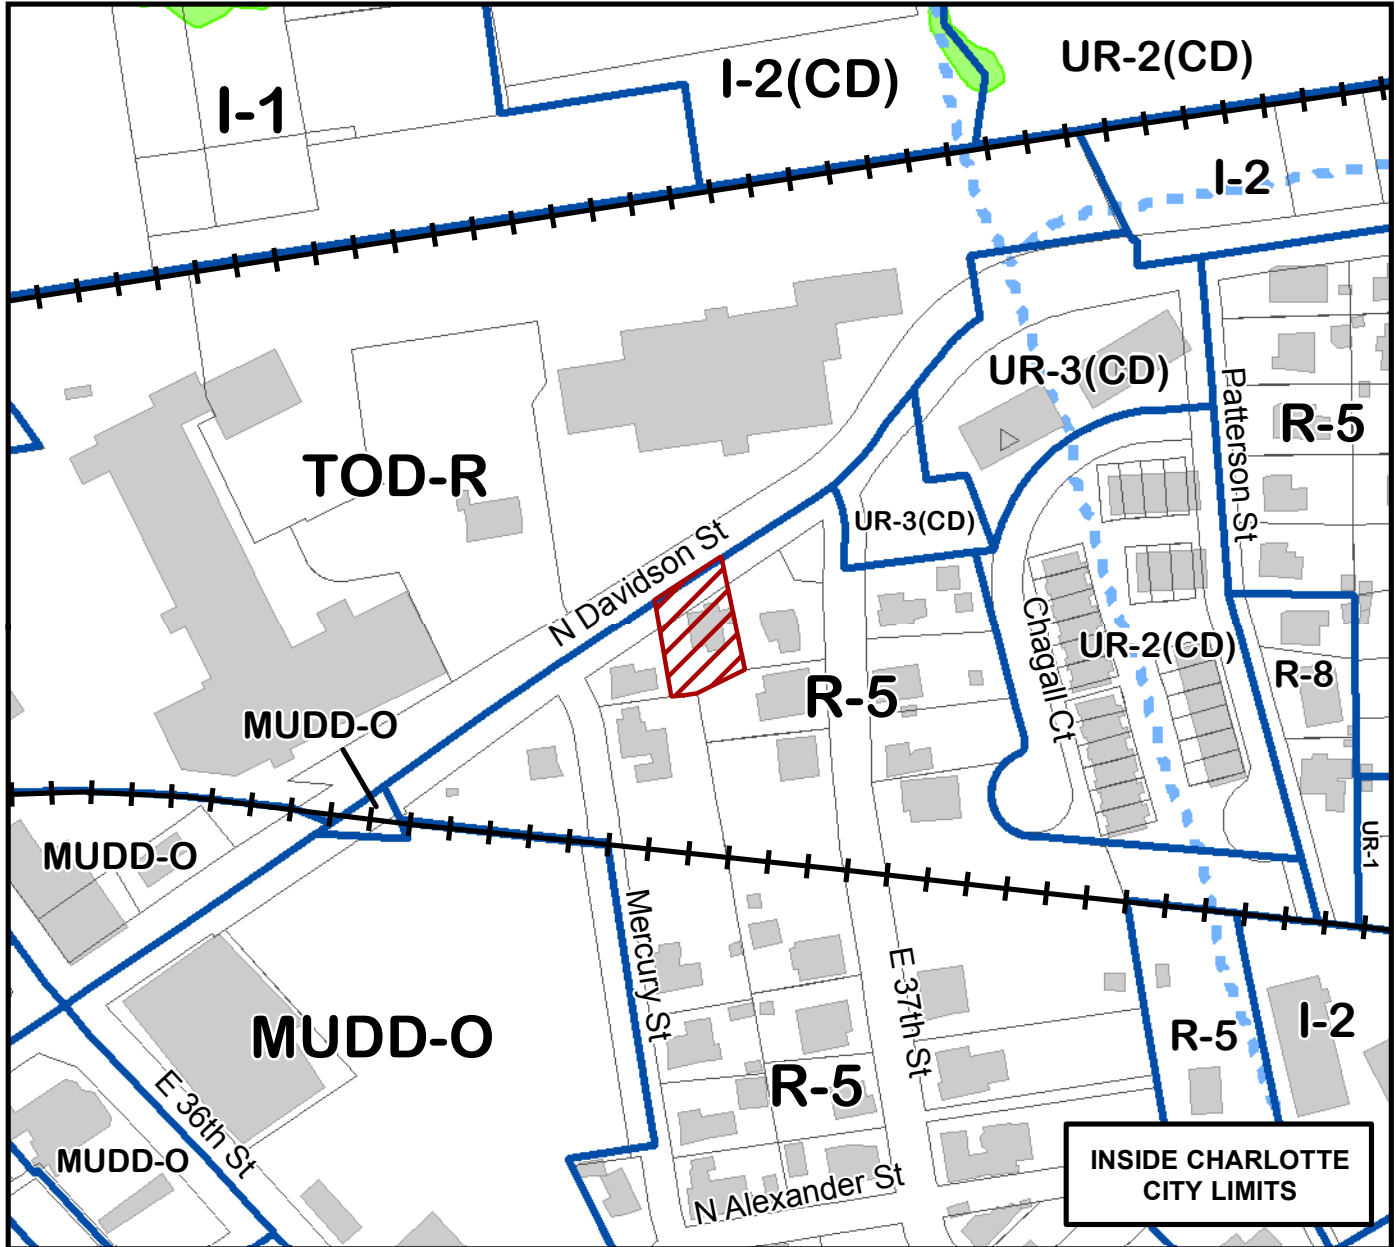 I-1
I-2(CD)
UR-2(CD)
I-2
UR-3(CD)
Patterson St
R-5
TOD-R
UR-3(CD)
N Davidson St
Chagall Ct
UR-2(CD)
R-8
R-5
MUDD-O
MUDD-O
UR-1
Mercury St
E 37th St
MUDD-O
R-5
I-2
R-5
E 36th St
MUDD-O
N Alexander St
INSIDE CHARLOTTE
CITY LIMITS